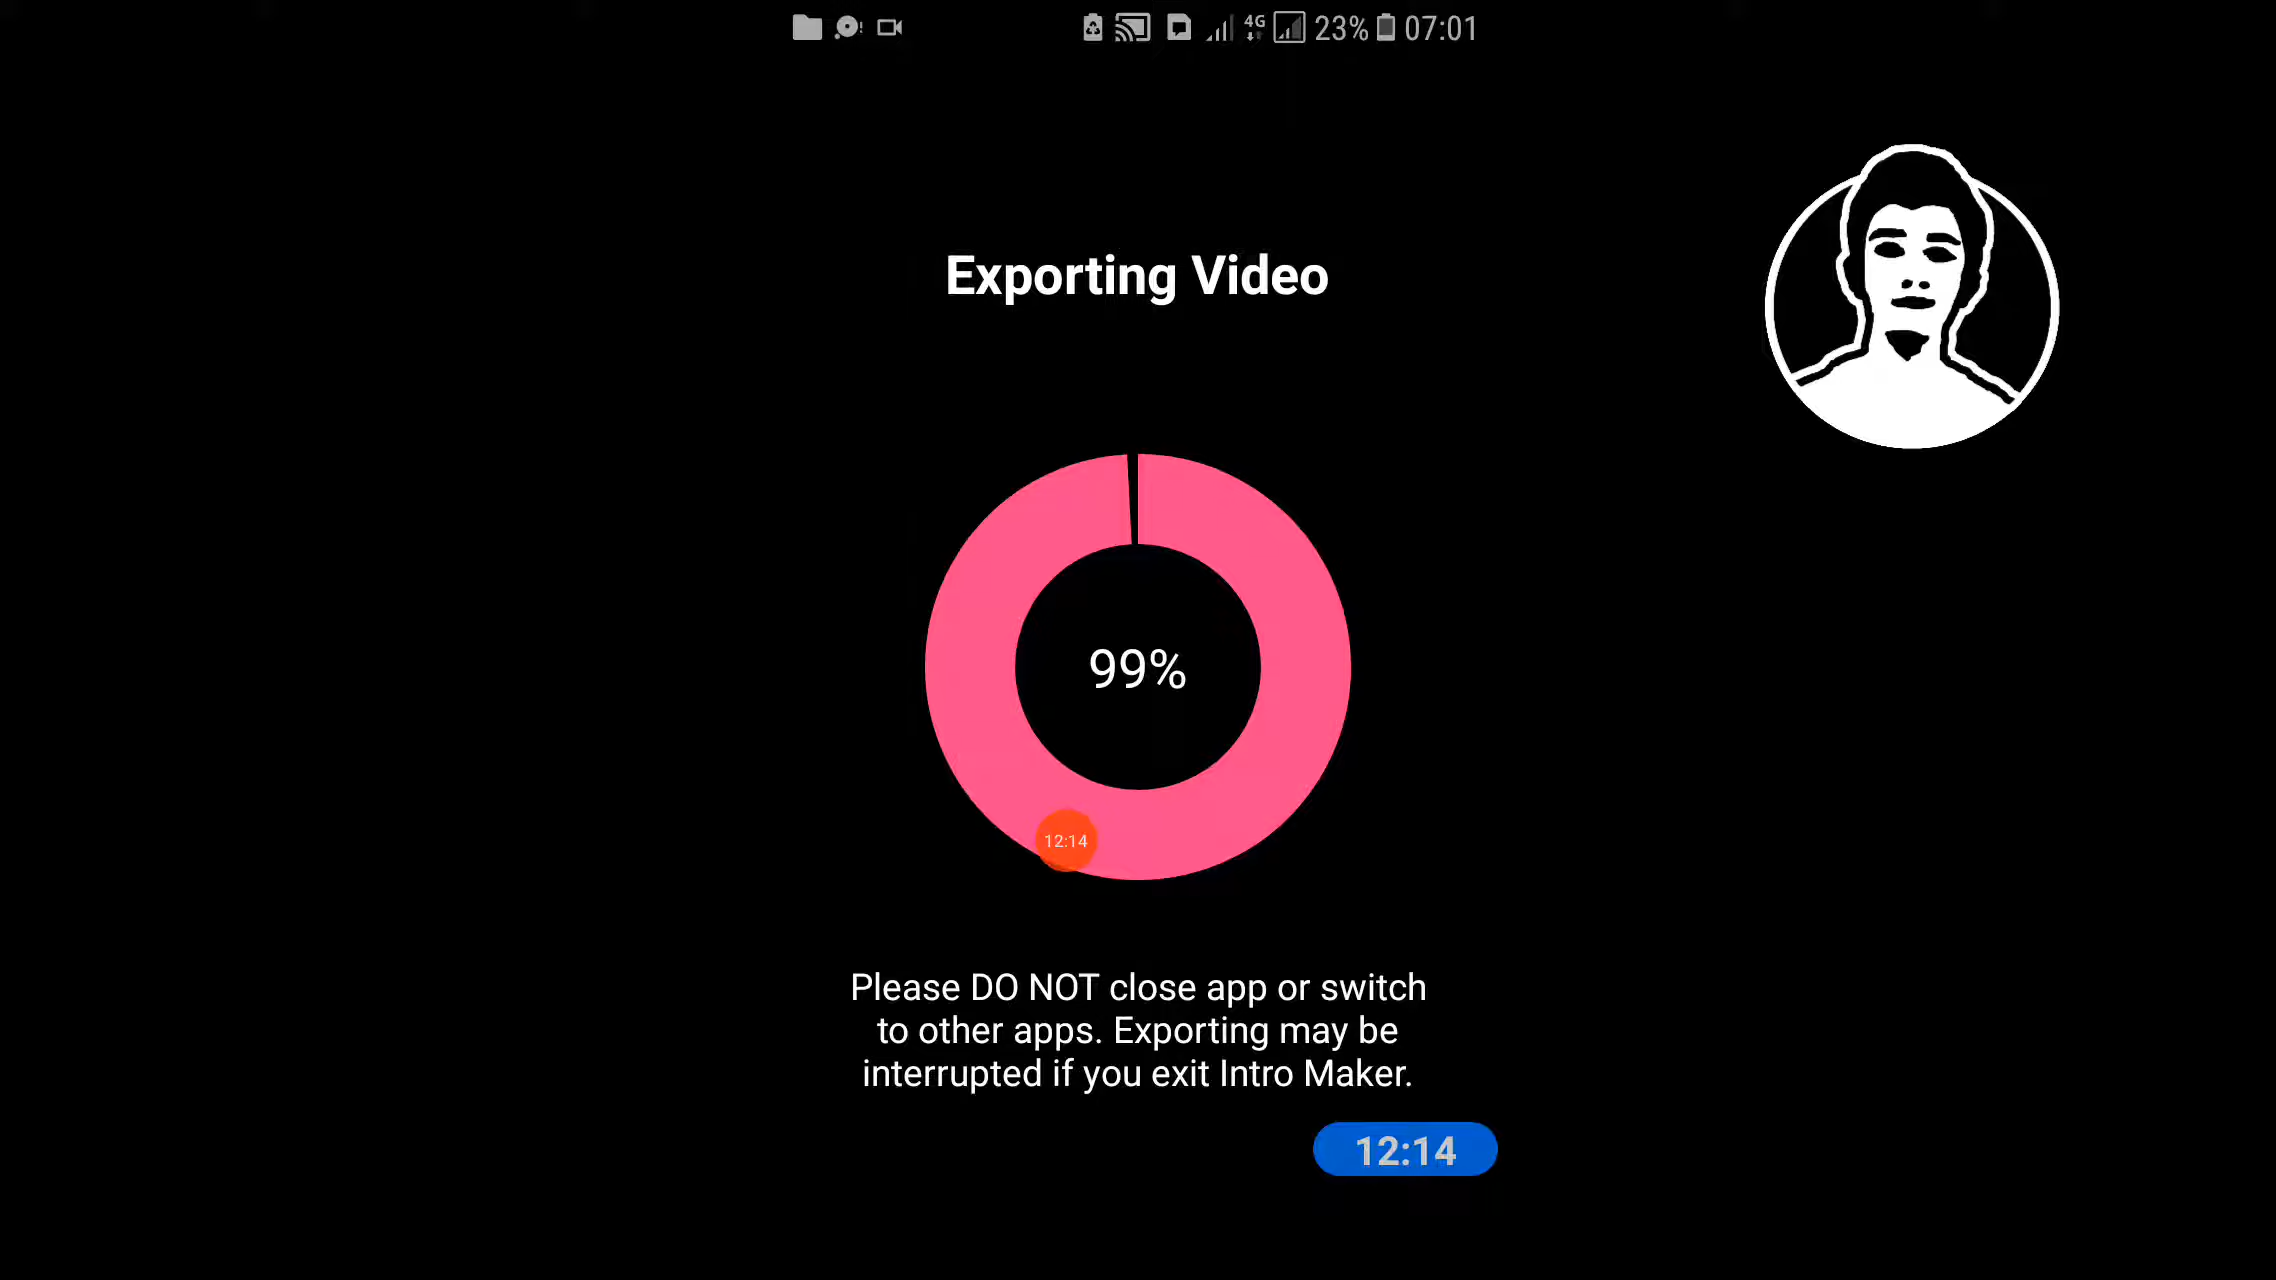 4G 23% 07:01
Exporting Video
99%
12:14
Please DO NOT close app or switch
to other apps. Exporting may be
interrupted if you exit Intro Maker.
12:14